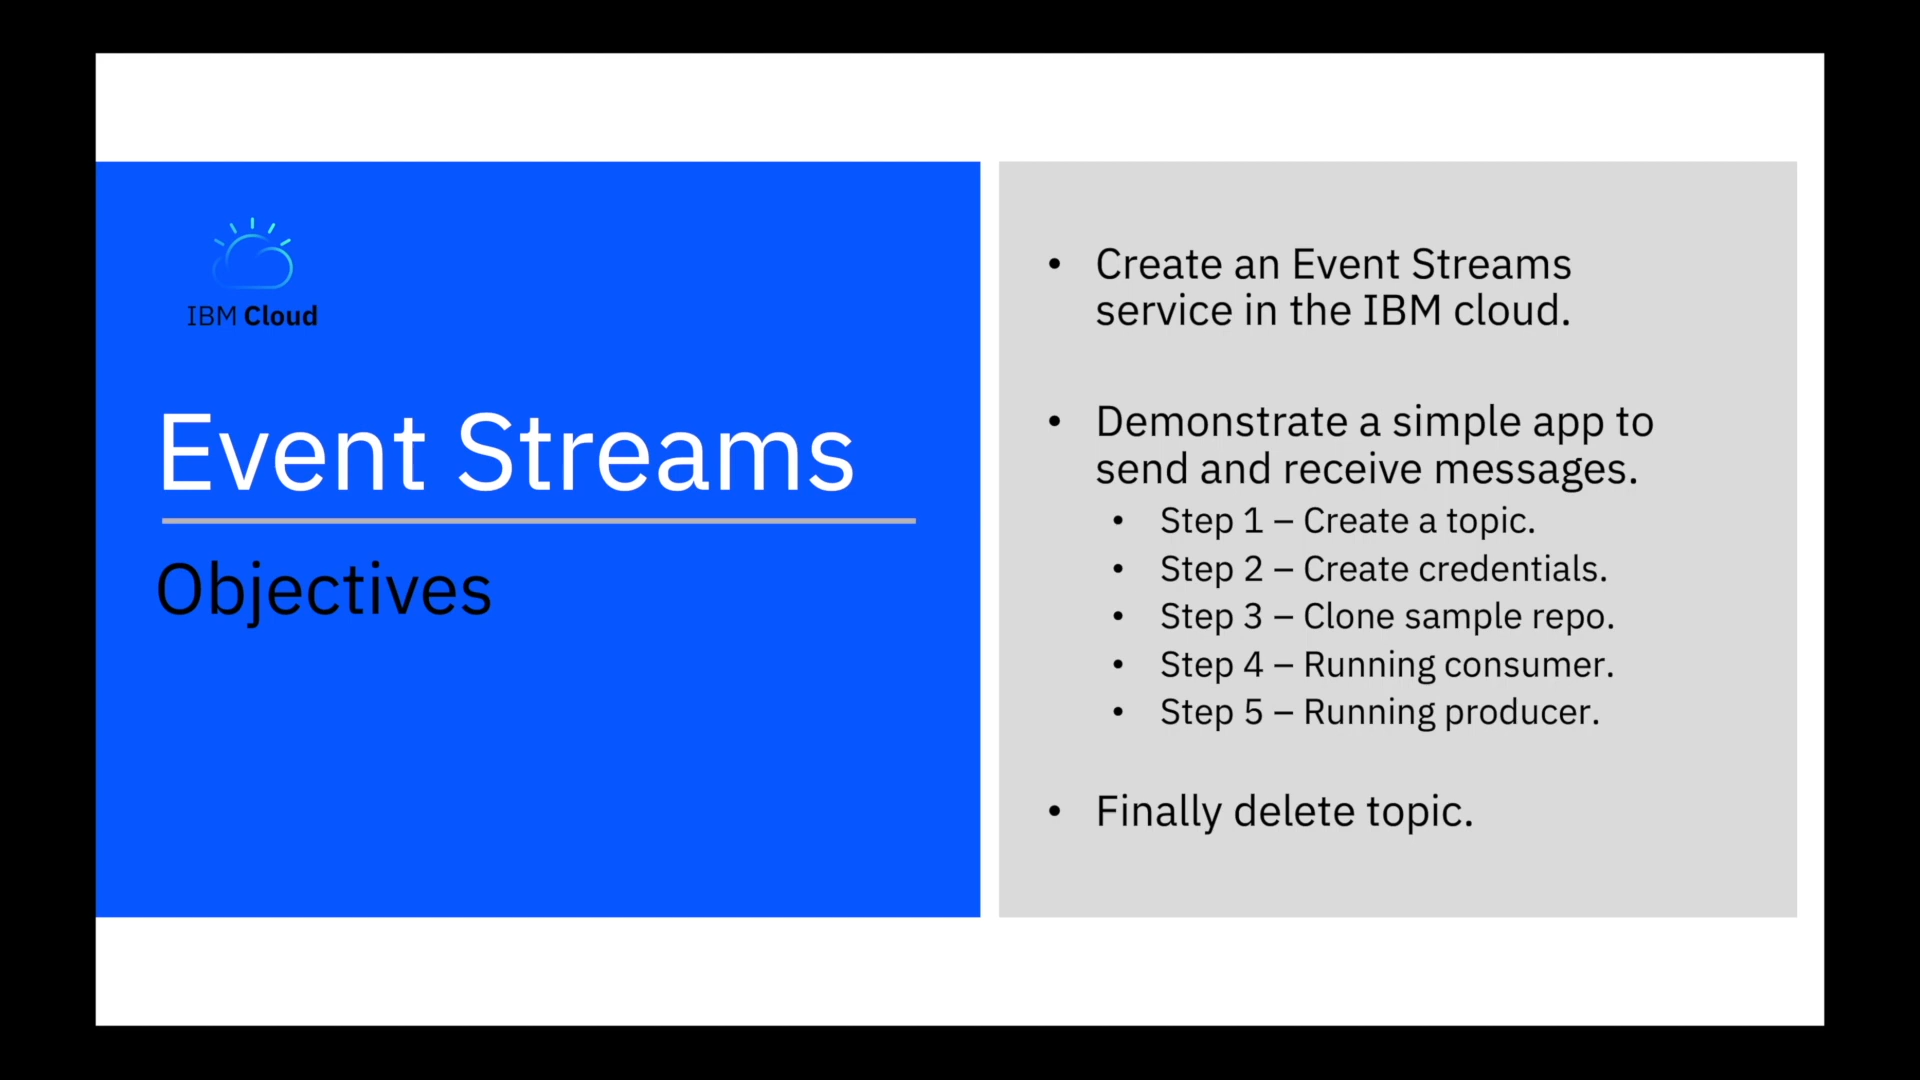 IBM Cloud
Event Streams
Objectives
• Create an Event Streams
service in the IBM cloud.
• Demonstrate a simple app to
send and receive messages.
• Step 1 – Create a topic.
• Step 2 – Create credentials.
• Step 3 – Clone sample repo.
• Step 4 – Running consumer.
• Step 5 – Running producer.
• Finally delete topic.